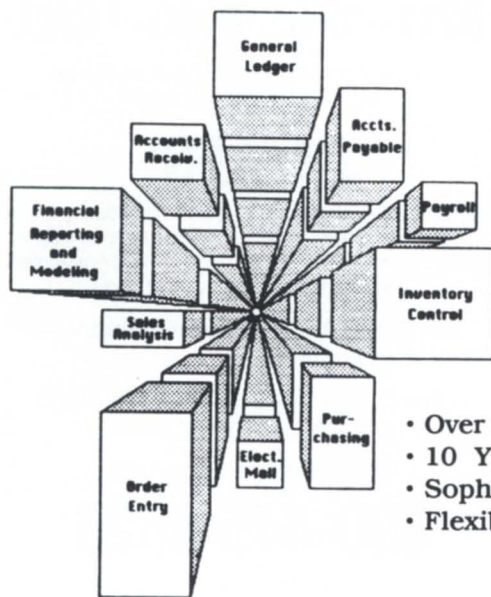 General
Ledger
Accounts
Receiv.
Accts.
Payable
Financial
Reporting
and
Modeling
Payroll
Inventory
Control
Sales
Analysis
Order
Entry
Elect.
Mail
Pur-
chasing
• Over
• 10 Y
• Soph
• Flexib